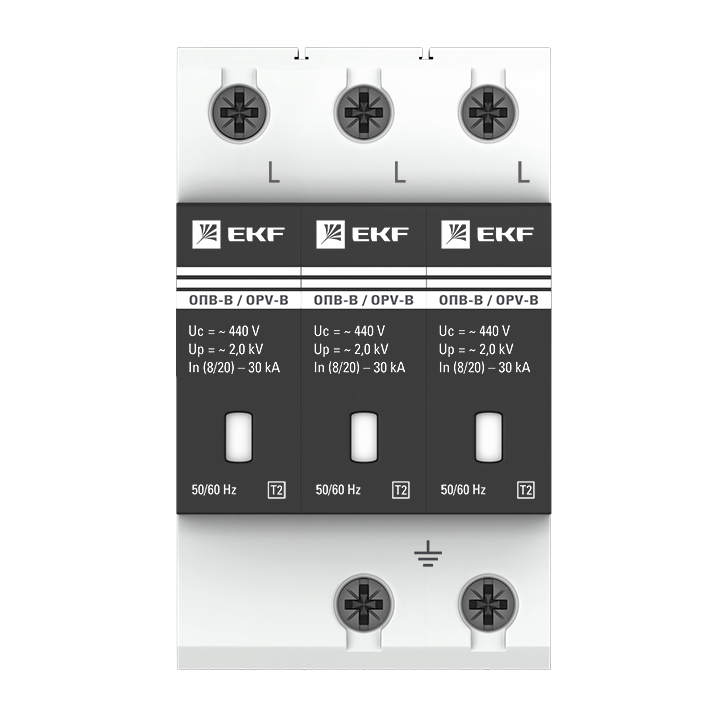 L L L
EKF EKF EKF
ОПВ-B / OPV-B ОПВ-B / OPV-B ОПВ-B / OPV-B
Uc = ~ 440 V Uc = ~ 440 V Uc = ~ 440 V
Up = ~ 2,0 kV Up = ~ 2,0 kV Up = ~ 2,0 kV
In (8/20) – 30 kA In (8/20) – 30 kA In (8/20) – 30 kA
50/60 Hz T2 50/60 Hz T2 50/60 Hz T2